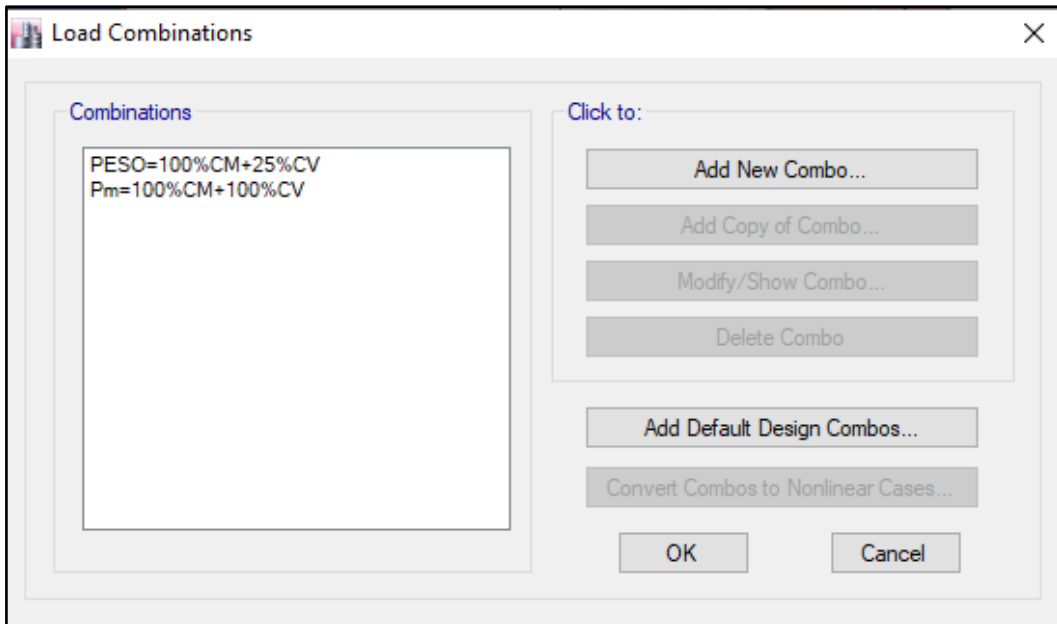 Load Combinations
Combinations
PESO=100%CM+25%CV
Pm=100%CM+100%CV
Click to:
Add New Combo...
Add Copy of Combo...
Modify/Show Combo...
Delete Combo
Add Default Design Combos...
Convert Combos to Nonlinear Cases...
OK
Cancel